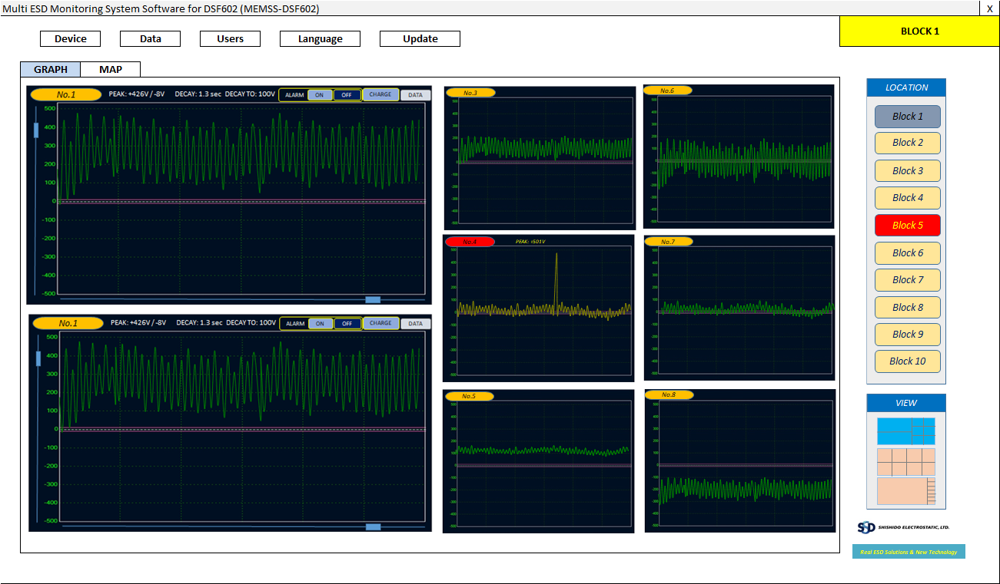 Multi ESD Monitoring System Software for DSF602 (MEMSS-DSF602)
X
Device
Data
Users
Language
Update
BLOCK 1
GRAPH
MAP
No.1
PEAK: +426V / -8V
DECAY: 1.3 sec
DECAY TO: 100V
ALARM
ON
OFF
CHARGE
DATA
500
400
300
200
100
0
-100
-200
-300
-400
-500
No.1
PEAK: +426V / -8V
DECAY: 1.3 sec
DECAY TO: 100V
ALARM
ON
OFF
CHARGE
DATA
500
400
300
200
100
0
-100
-200
-300
-400
-500
No.3
No.4
PEAK: +501V
No.5
No.6
No.7
No.8
LOCATION
Block 1
Block 2
Block 3
Block 4
Block 5
Block 6
Block 7
Block 8
Block 9
Block 10
VIEW
SSD SHISHIDO ELECTROSTATIC, LTD.
Real ESD Solutions & New Technology